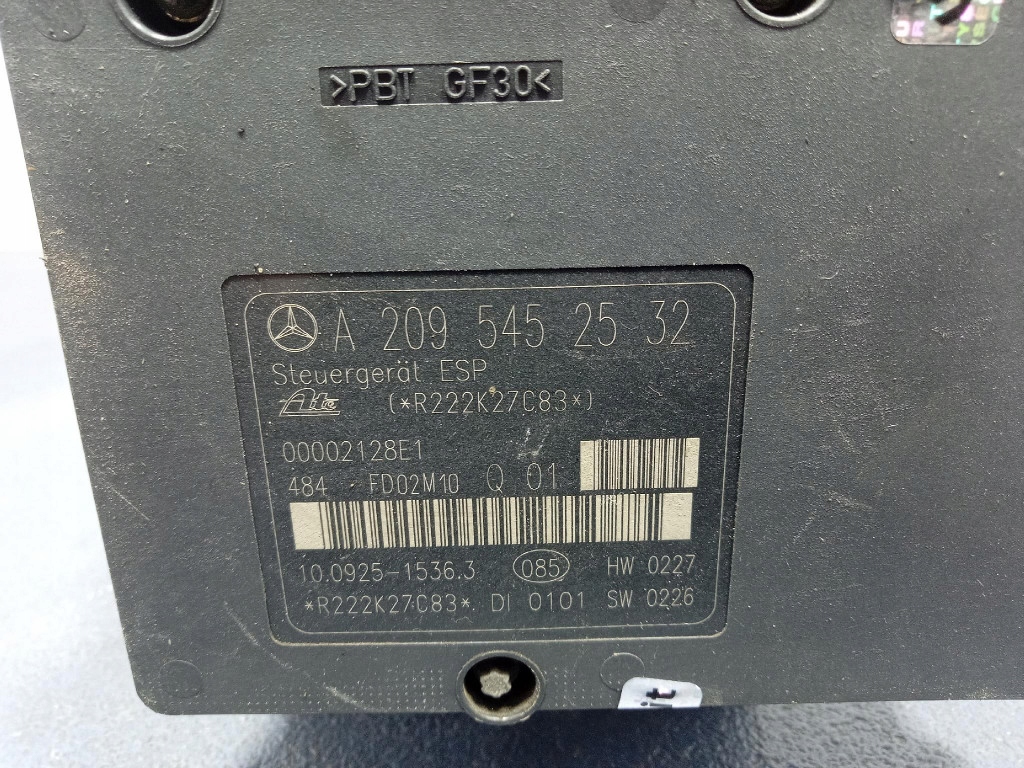 >PBT GF30<
A 209 545 25 32
Steuergerät ESP
Ate (*R222K27C83*)
00002128E1
484 FD02M10 Q 01
10.0925-1536.3 085 HW 0227
*R222K27C83* DI 0101 SW 0226